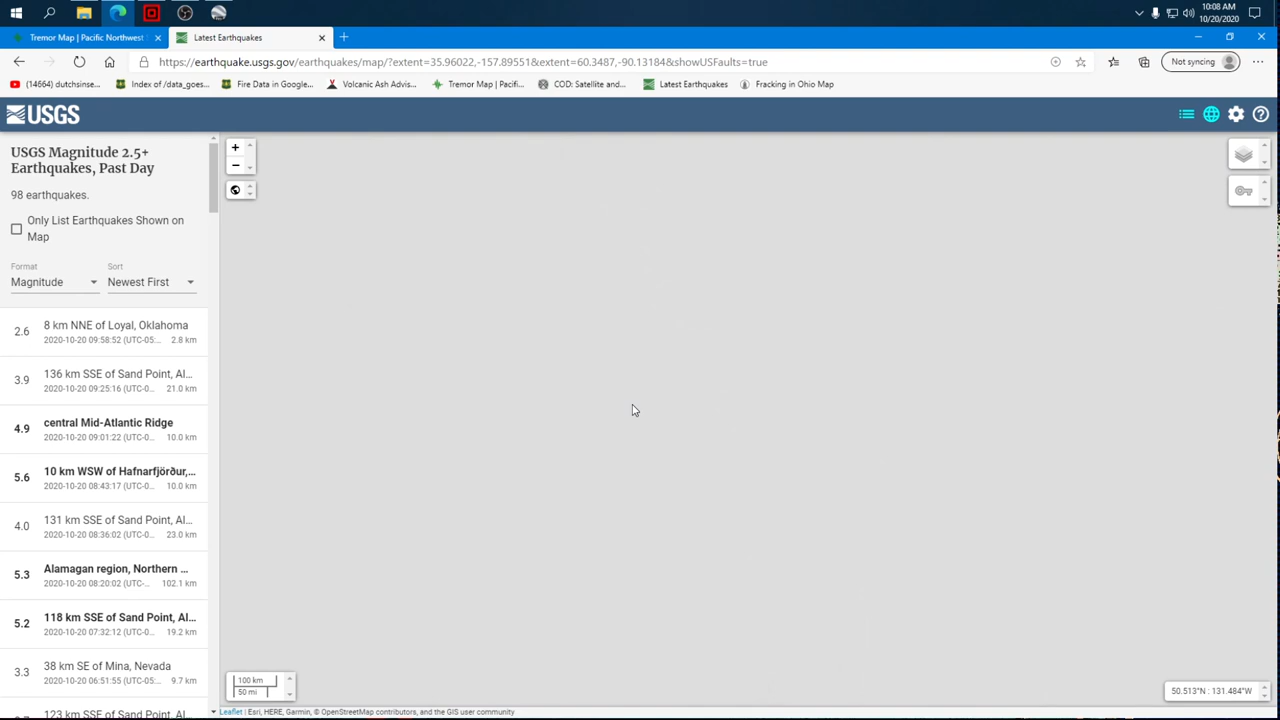 10:08 AM
10/20/2020
Tremor Map | Pacific Northwest
Latest Earthquakes
https://earthquake.usgs.gov/earthquakes/map/?extent=35.96022,-157.89551&extent=60.3487,-90.13184&showUSFaults=true
Not syncing
(14664) dutchsinse...
Index of /data_goes...
Fire Data in Google...
Volcanic Ash Advis...
Tremor Map | Pacifi...
COD: Satellite and...
Latest Earthquakes
Fracking in Ohio Map
USGS
USGS Magnitude 2.5+
Earthquakes, Past Day
98 earthquakes.
Only List Earthquakes Shown on
Map
Format
Sort
Magnitude
Newest First
2.6
8 km NNE of Loyal, Oklahoma
2020-10-20 09:58:52 (UTC-05:...
2.8 km
3.9
136 km SSE of Sand Point, Al...
2020-10-20 09:25:16 (UTC-0...
21.0 km
4.9
central Mid-Atlantic Ridge
2020-10-20 09:01:22 (UTC-0...
10.0 km
5.6
10 km WSW of Hafnarfjörður,...
2020-10-20 08:43:17 (UTC-0...
10.0 km
4.0
131 km SSE of Sand Point, Al...
2020-10-20 08:36:02 (UTC-0...
23.0 km
5.3
Alamagan region, Northern ...
2020-10-20 08:20:02 (UTC-...
102.1 km
5.2
118 km SSE of Sand Point, Al...
2020-10-20 07:32:12 (UTC-0...
19.2 km
3.3
38 km SE of Mina, Nevada
2020-10-20 06:51:55 (UTC-05:...
9.7 km
123 km SSE of Sand Point, Al...
100 km
50 mi
50.513°N : 131.484°W
Leaflet | Esri, HERE, Garmin, © OpenStreetMap contributors, and the GIS user community